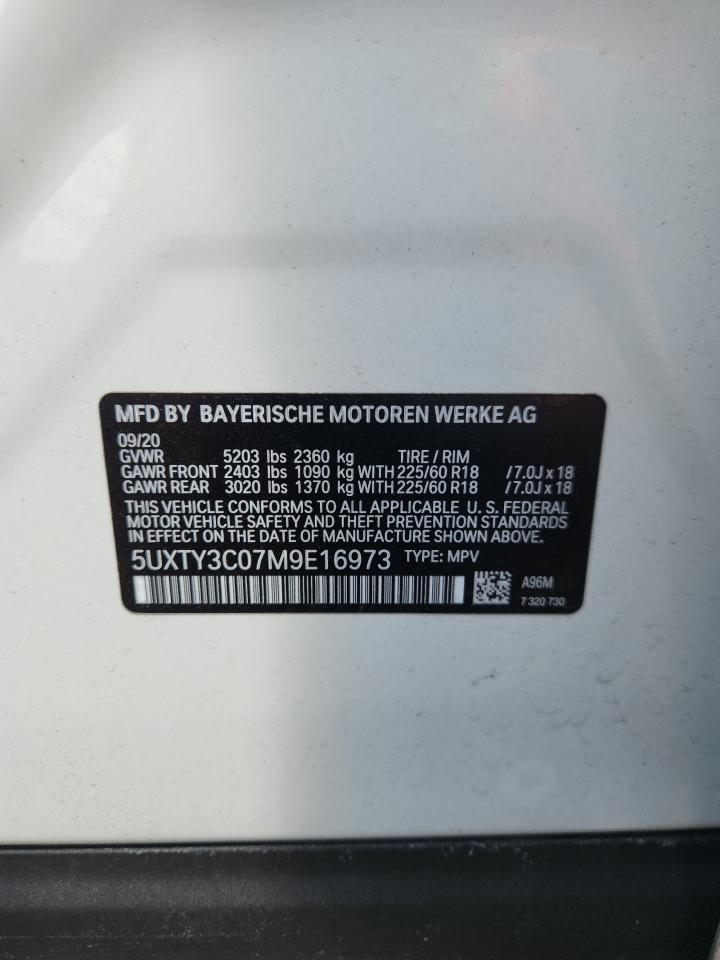 MFD BY BAYERISCHE MOTOREN WERKE AG
09/20
GVWR 5203 lbs 2360 kg TIRE / RIM
GAWR FRONT 2403 lbs 1090 kg WITH 225/60 R18 /7.0J x 18
GAWR REAR 3020 lbs 1370 kg WITH 225/60 R18 /7.0J x 18
THIS VEHICLE CONFORMS TO ALL APPLICABLE U. S. FEDERAL
MOTOR VEHICLE SAFETY AND THEFT PREVENTION STANDARDS
IN EFFECT ON THE DATE OF MANUFACTURE SHOWN ABOVE.
5UXTY3C07M9E16973 TYPE: MPV
A96M
7 320 730